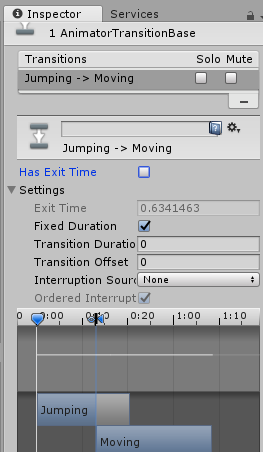 Inspector Services
1 AnimatorTransitionBase
Transitions Solo Mute
Jumping -> Moving
Jumping -> Moving
Has Exit Time
Settings
Exit Time 0.6341463
Fixed Duration
Transition Duratio 0
Transition Offset 0
Interruption Sourc None
Ordered Interrupt
0:00 0:20 1:00 1:10
Jumping
Moving